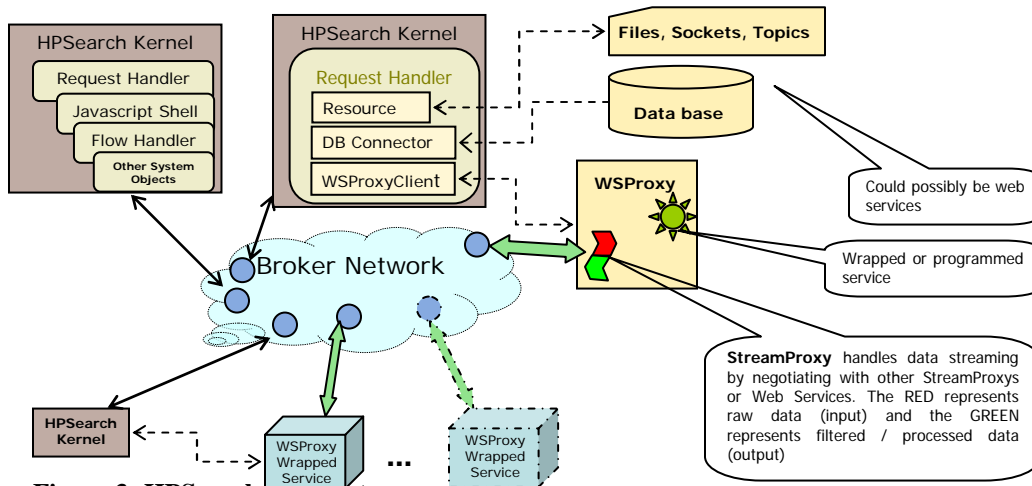 HPSearch Kernel
Request Handler
Javascript Shell
Flow Handler
Other System
Objects
HPSearch Kernel
Request Handler
Resource
DB Connector
WSProxyClient
Files, Sockets, Topics
Data base
WSProxy
Could possibly be web
services
Wrapped or programmed
service
StreamProxy handles data streaming
by negotiating with other StreamProxys
or Web Services. The RED represents
raw data (input) and the GREEN
represents filtered / processed data
(output)
Broker Network
HPSearch
Kernel
WSProxy
Wrapped
Service
...
WSProxy
Wrapped
Service